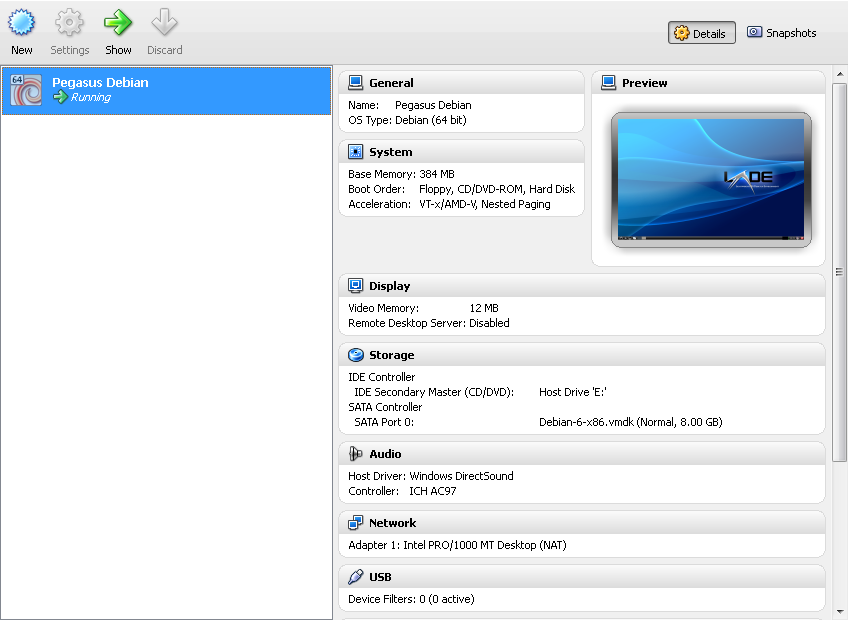 New Settings Show Discard
Details Snapshots
64
Pegasus Debian
Running
General
Name: Pegasus Debian
OS Type: Debian (64 bit)
System
Base Memory: 384 MB
Boot Order: Floppy, CD/DVD-ROM, Hard Disk
Acceleration: VT-x/AMD-V, Nested Paging
Preview
Display
Video Memory: 12 MB
Remote Desktop Server: Disabled
Storage
IDE Controller
IDE Secondary Master (CD/DVD): Host Drive 'E:'
SATA Controller
SATA Port 0: Debian-6-x86.vmdk (Normal, 8.00 GB)
Audio
Host Driver: Windows DirectSound
Controller: ICH AC97
Network
Adapter 1: Intel PRO/1000 MT Desktop (NAT)
USB
Device Filters: 0 (0 active)